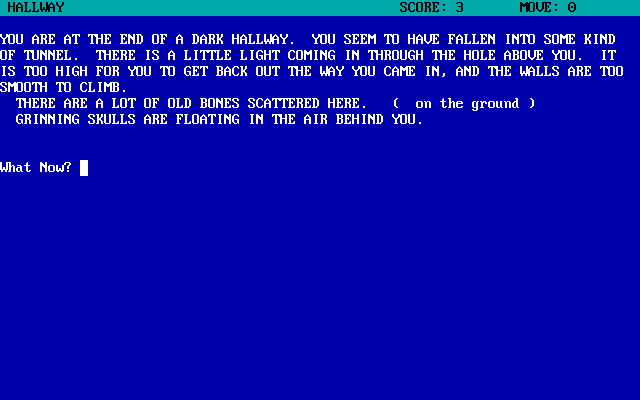 HALLWAY SCORE: 3 MOVE: 0
YOU ARE AT THE END OF A DARK HALLWAY. YOU SEEM TO HAVE FALLEN INTO SOME KIND
OF TUNNEL. THERE IS A LITTLE LIGHT COMING IN THROUGH THE HOLE ABOVE YOU. IT
IS TOO HIGH FOR YOU TO GET BACK OUT THE WAY YOU CAME IN, AND THE WALLS ARE TOO
SMOOTH TO CLIMB.
THERE ARE A LOT OF OLD BONES SCATTERED HERE. ( on the ground )
GRINNING SKULLS ARE FLOATING IN THE AIR BEHIND YOU.
What Now?